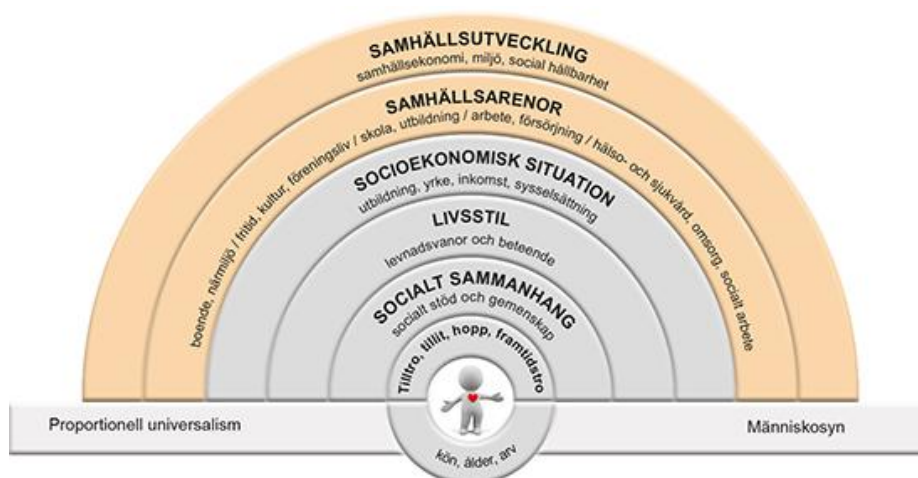 SAMHÄLLSUTVECKLING
samhällsekonomi, miljö, social hållbarhet
SAMHÄLLSARENOR
boende, närmiljö / fritid, kultur, föreningsliv / skola, utbildning / arbete, försörjning / hälso- och sjukvård, omsorg, socialt arbete
SOCIOEKONOMISK SITUATION
utbildning, yrke, inkomst, sysselsättning
LIVSSTIL
levnadsvanor och beteende
SOCIALT SAMMANHANG
socialt stöd och gemenskap
Tilltro, tillit, hopp, framtidstro
Proportionell universalism
Människosyn
kön, ålder, arv